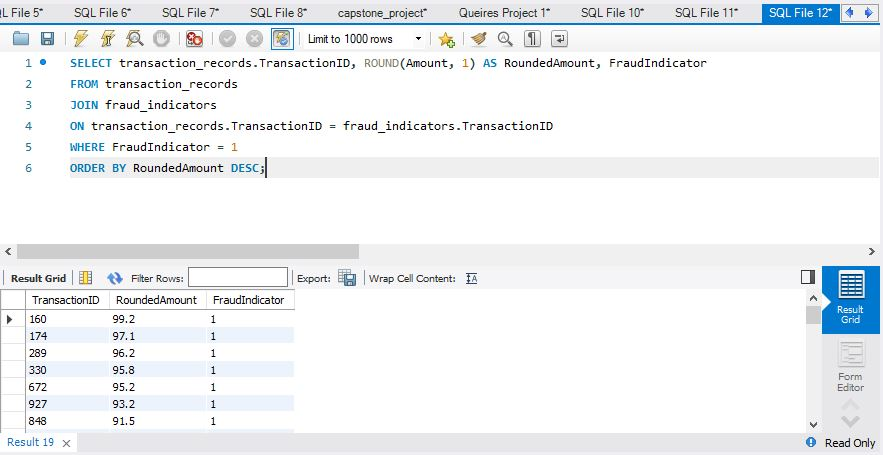 QL File 5* SQL File 6* SQL File 7* SQL File 8* capstone_project* Queires Project 1* SQL File 10* SQL File 11* SQL File 12*
Limit to 1000 rows
1 SELECT transaction_records.TransactionID, ROUND(Amount, 1) AS RoundedAmount, FraudIndicator
2 FROM transaction_records
3 JOIN fraud_indicators
4 ON transaction_records.TransactionID = fraud_indicators.TransactionID
5 WHERE FraudIndicator = 1
6 ORDER BY RoundedAmount DESC;
Result Grid Filter Rows: Export: Wrap Cell Content: IA
TransactionID RoundedAmount FraudIndicator
160 99.2 1
174 97.1 1
289 96.2 1
330 95.8 1
672 95.2 1
927 93.2 1
848 91.5 1
Result
Grid
Form
Editor
Result 19 Read Only